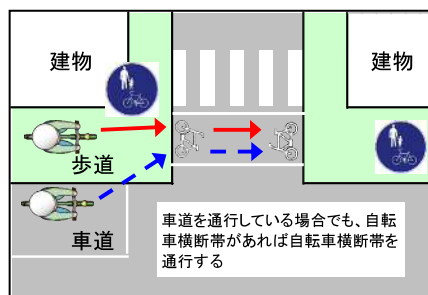 建物
建物
歩道
車道
車道を通行している場合でも、自転
車横断帯があれば自転車横断帯を
通行する